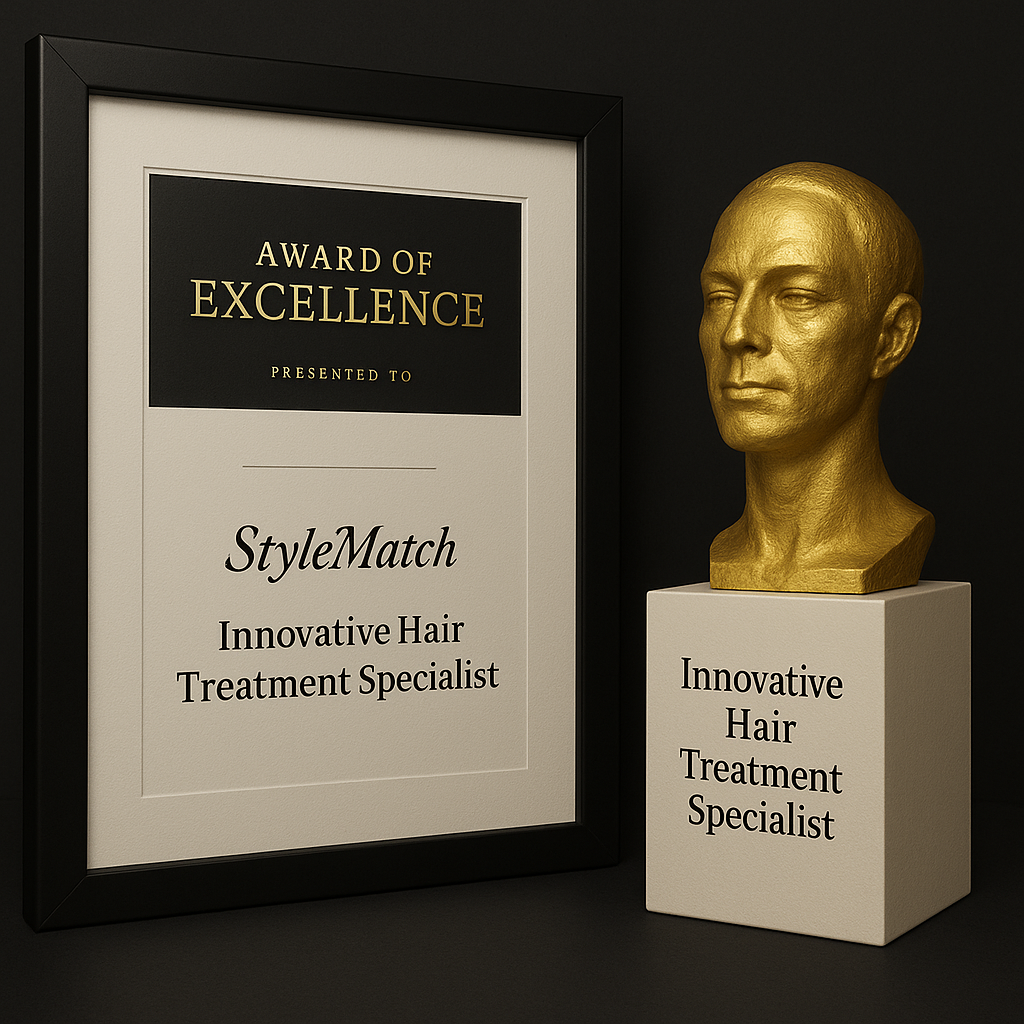 AWARD OF
EXCELLENCE
PRESENTED TO
StyleMatch
Innovative Hair
Treatment Specialist
Innovative
Hair
Treatment
Specialist